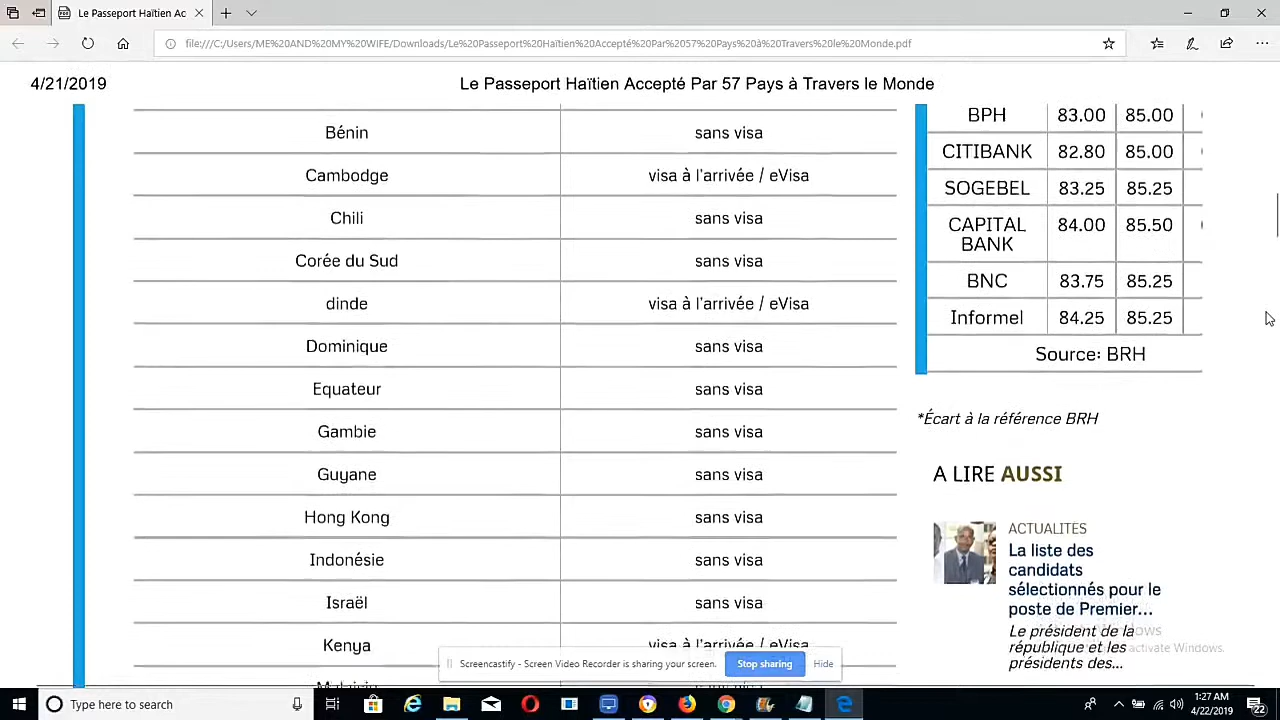 Le Passeport Haïtien Ac
file:///C:/Users/ME%20AND%20MY%20WIFE/Downloads/Le%20Passeport%20Haïtien%20Accepté%20Par%2057%20Pays%20à%20Travers%20le%20Monde.pdf
4/21/2019 Le Passeport Haïtien Accepté Par 57 Pays à Travers le Monde
Bénin sans visa
Cambodge visa à l'arrivée / eVisa
Chili sans visa
Corée du Sud sans visa
dinde visa à l'arrivée / eVisa
Dominique sans visa
Equateur sans visa
Gambie sans visa
Guyane sans visa
Hong Kong sans visa
Indonésie sans visa
Israël sans visa
Kenya visa à l'arrivée / eVisa
BPH 83.00 85.00
CITIBANK 82.80 85.00
SOGEBEL 83.25 85.25
CAPITAL 84.00 85.50
BANK
BNC 83.75 85.25
Informel 84.25 85.25
Source: BRH
*Écart à la référence BRH
A LIRE AUSSI
ACTUALITÉS
La liste des
candidats
sélectionnés pour le
poste de Premier...
Le président de la
république et les
présidents des...
activate Windows.
Screencastify - Screen Video Recorder is sharing your screen. Stop sharing Hide
Type here to search
1:27 AM
4/22/2019
22